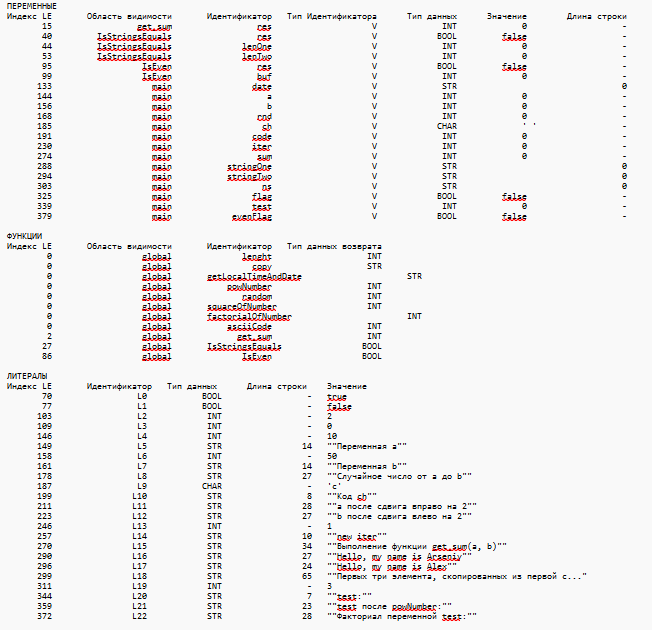 ПЕРЕМЕННЫЕ
Индекс LE Область видимости Идентификатор Тип Идентификатора Тип данных Значение Длина строки
15 get_sum res V INT 0 -
40 IsStringsEquals res V BOOL false -
44 IsStringsEquals lenOne V INT 0 -
53 IsStringsEquals lenTwo V INT 0 -
95 IsEven res V BOOL false -
99 IsEven buf V INT 0 -
133 main date V STR 0
144 main a V INT 0 -
156 main b V INT 0 -
168 main rnd V INT 0 -
185 main ch V CHAR ' ' -
191 main code V INT 0 -
230 main iter V INT 0 -
274 main sum V INT 0 -
288 main stringOne V STR 0
294 main stringTwo V STR 0
303 main ns V STR 0
325 main flag V BOOL false -
339 main test V INT 0 -
379 main evenFlag V BOOL false -
ФУНКЦИИ
Индекс LE Область видимости Идентификатор Тип данных возврата
0 global lenght INT
0 global copy STR
0 global getLocalTimeAndDate STR
0 global powNumber INT
0 global random INT
0 global squareOfNumber INT
0 global factorialOfNumber INT
0 global asciiCode INT
2 global get_sum INT
27 global IsStringsEquals BOOL
86 global IsEven BOOL
ЛИТЕРАЛЫ
Индекс LE Идентификатор Тип данных Длина строки Значение
70 L0 BOOL - true
77 L1 BOOL - false
103 L2 INT - 2
109 L3 INT - 0
146 L4 INT - 10
149 L5 STR 14 ""Переменная a""
158 L6 INT - 50
161 L7 STR 14 ""Переменная b""
178 L8 STR 27 ""Случайное число от a до b""
187 L9 CHAR - 'c'
199 L10 STR 8 ""Код ch""
211 L11 STR 28 ""a после сдвига вправо на 2""
223 L12 STR 27 ""b после сдвига влево на 2""
246 L13 INT - 1
257 L14 STR 10 ""new iter""
270 L15 STR 34 ""Выполнение функции get_sum(a, b)""
290 L16 STR 27 ""Hello, my name is Arseniy""
296 L17 STR 24 ""Hello, my name is Alex""
299 L18 STR 65 ""Первых три элемента, скопированных из первой с..."
311 L19 INT - 3
344 L20 STR 7 ""test:""
359 L21 STR 23 ""test после powNumber:""
372 L22 STR 28 ""Факториал переменной test:""